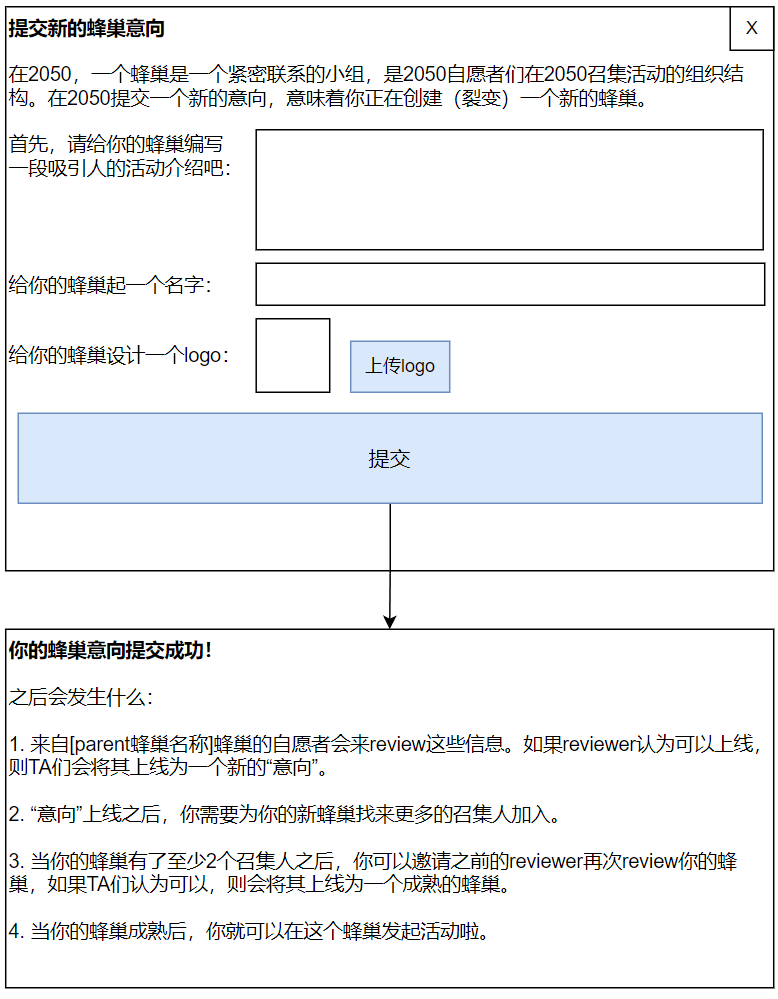 提交新的蜂巢意向
X
在2050，一个蜂巢是一个紧密联系的小组，是2050自愿者们在2050召集活动的组织结
构。在2050提交一个新的意向，意味着你正在创建（裂变）一个新的蜂巢。
首先，请给你的蜂巢编写
一段吸引人的活动介绍吧：
给你的蜂巢起一个名字：
给你的蜂巢设计一个logo：
上传logo
提交
你的蜂巢意向提交成功！
之后会发生什么：
1. 来自[parent蜂巢名称]蜂巢的自愿者会来review这些信息。如果reviewer认为可以上线，
则TA们会将其上线为一个新的“意向”。
2. “意向”上线之后，你需要为你的新蜂巢找来更多的召集人加入。
3. 当你的蜂巢有了至少2个召集人之后，你可以邀请之前的reviewer再次review你的蜂
巢，如果TA们认为可以，则会将其上线为一个成熟的蜂巢。
4. 当你的蜂巢成熟后，你就可以在这个蜂巢发起活动啦。